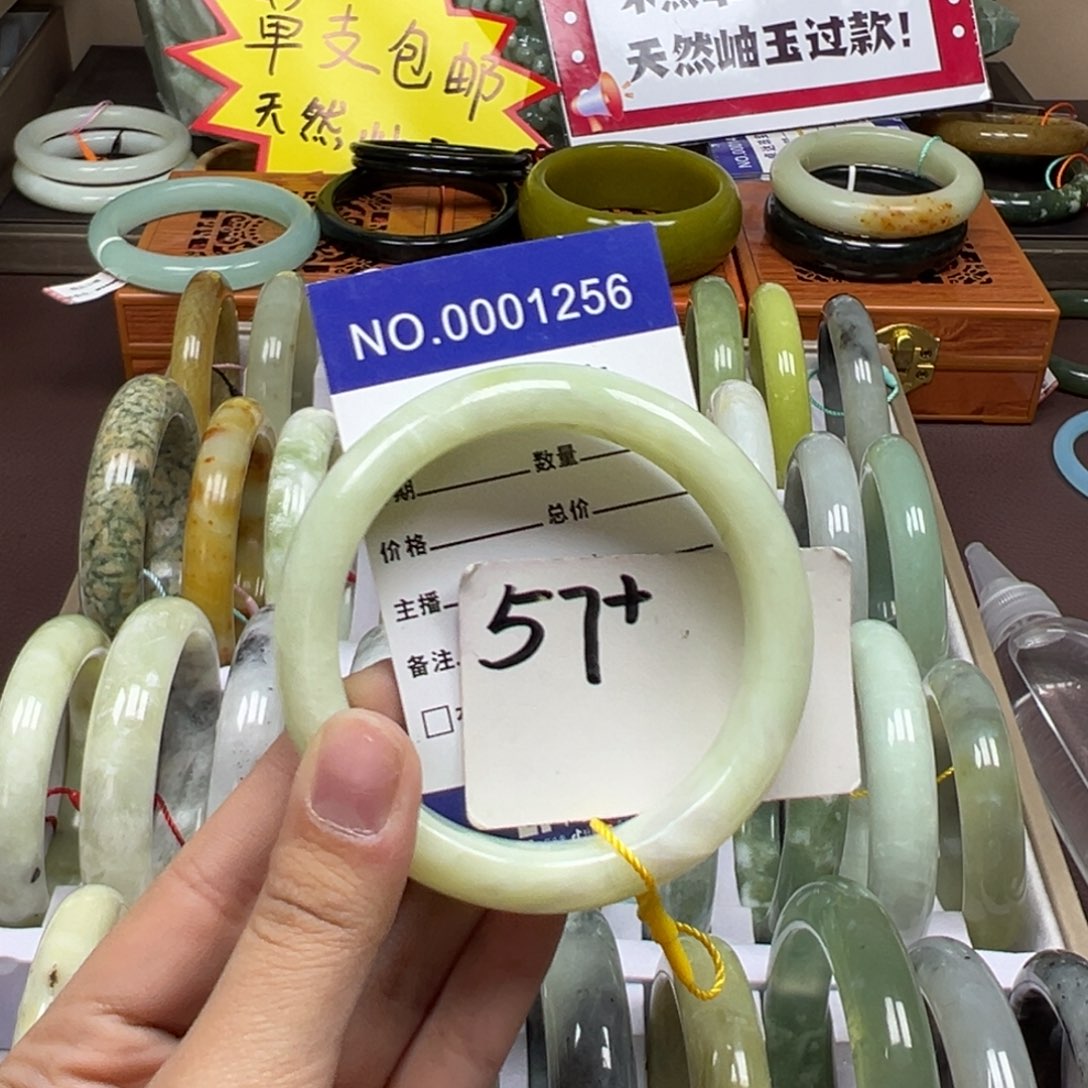 单支包邮
天然
天然岫玉过款!
NO.0001256
期 数量
价格 总价
主播
备注
57+